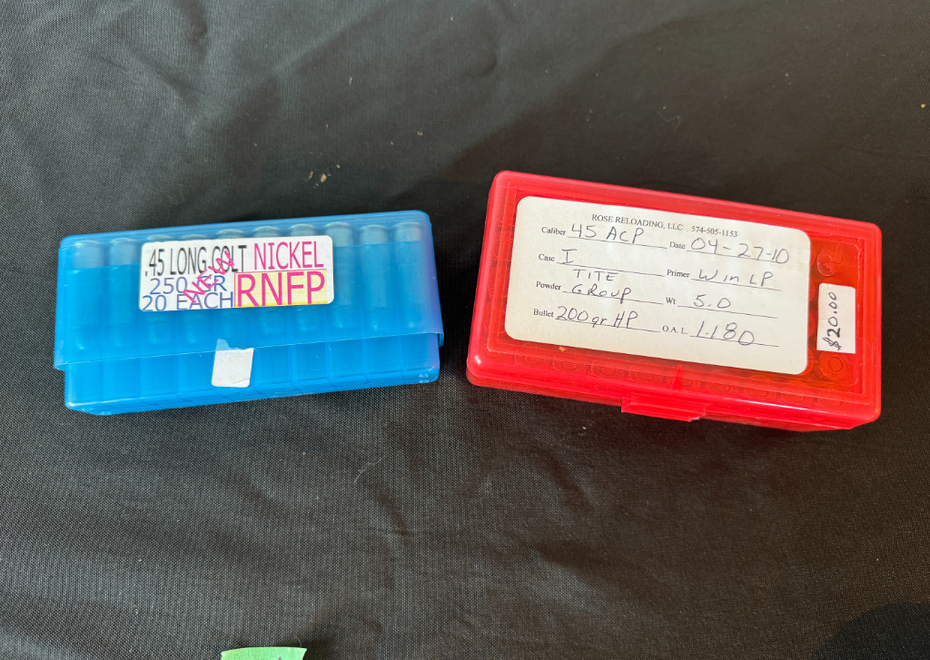 .45 LONG COLT NICKEL
250 GR RNFP
20 EACH
NEW
ROSE RELOADING, LLC 574-505-1153
Caliber 45 ACP Date 04-27-10
Case I Primer Win LP
Powder TITE GROUP Wt 5.0
Bullet 200gr HP O.A.L. 1.180
$20.00